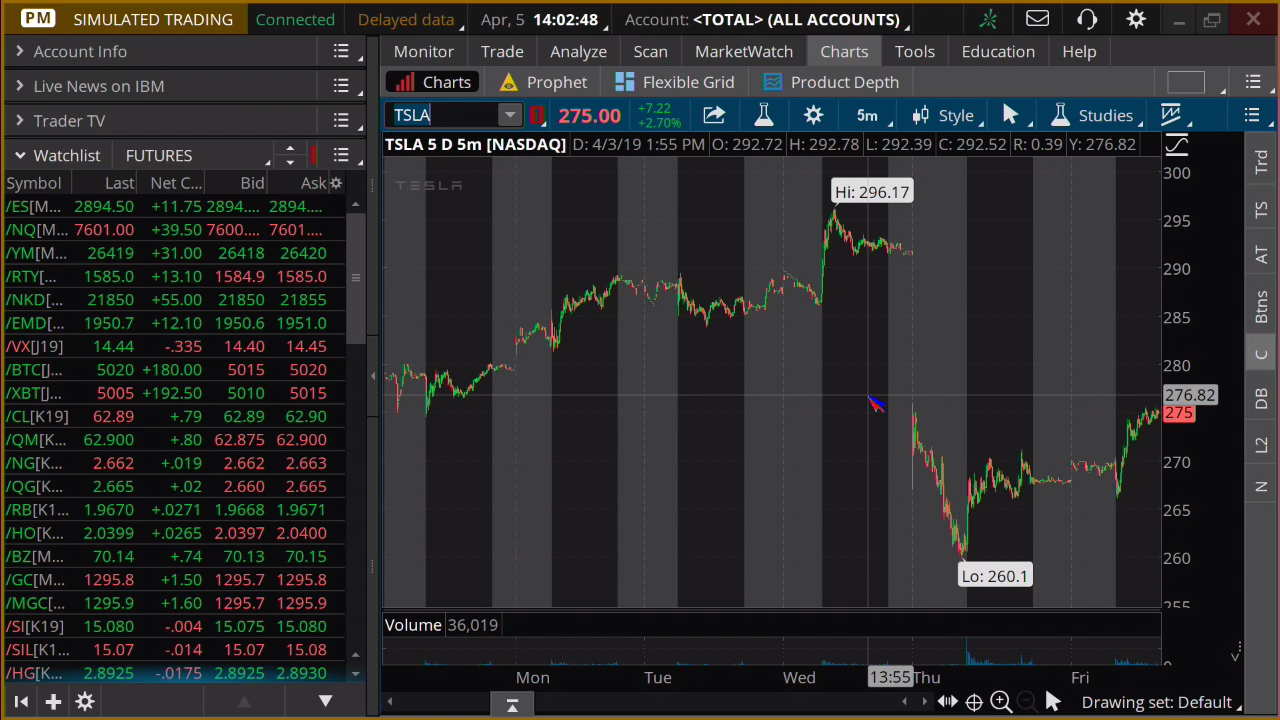 PM SIMULATED TRADING Connected Delayed data Apr, 5 14:02:48 Account: <TOTAL> (ALL ACCOUNTS)
Account Info
Live News on IBM
Trader TV
Watchlist FUTURES
Symbol Last Net C... Bid Ask
/ES[M... 2894.50 +11.75 2894.... 2894....
/NQ[M... 7601.00 +39.50 7600.... 7601....
/YM[M... 26419 +31.00 26418 26420
/RTY[... 1585.0 +13.10 1584.9 1585.0
/NKD[... 21850 +55.00 21850 21855
/EMD[... 1950.7 +12.10 1950.6 1951.0
/VX[J19] 14.44 -.335 14.40 14.45
/BTC[J... 5020 +180.00 5015 5020
/XBT[J... 5005 +192.50 5010 5015
/CL[K19] 62.89 +.79 62.89 62.90
/QM[K... 62.900 +.80 62.875 62.900
/NG[K... 2.662 +.019 2.662 2.663
/QG[K... 2.665 +.02 2.660 2.665
/RB[K1... 1.9670 +.0271 1.9668 1.9671
/HO[K... 2.0399 +.0265 2.0397 2.0400
/BZ[M... 70.14 +.74 70.13 70.15
/GC[M... 1295.8 +1.50 1295.7 1295.8
/MGC[... 1295.9 +1.60 1295.7 1295.9
/SI[K19] 15.080 -.004 15.075 15.080
/SIL[K1... 15.07 -.014 15.07 15.08
/HG[K... 2.8925 -.0175 2.8925 2.8930
Monitor Trade Analyze Scan MarketWatch Charts Tools Education Help
Charts Prophet Flexible Grid Product Depth
TSLA 1 275.00 +7.22 +2.70% 5m Style Studies
TSLA 5 D 5m [NASDAQ] D: 4/3/19 1:55 PM O: 292.72 H: 292.78 L: 292.39 C: 292.52 R: 0.39 Y: 276.82
TESLA
Hi: 296.17
Lo: 260.1
300
295
290
285
280
276.82
275
270
265
260
255
Volume 36,019
0
Mon Tue Wed 13:55 Thu Fri
Drawing set: Default
Trd
TS
AT
Btns
C
DB
L2
N